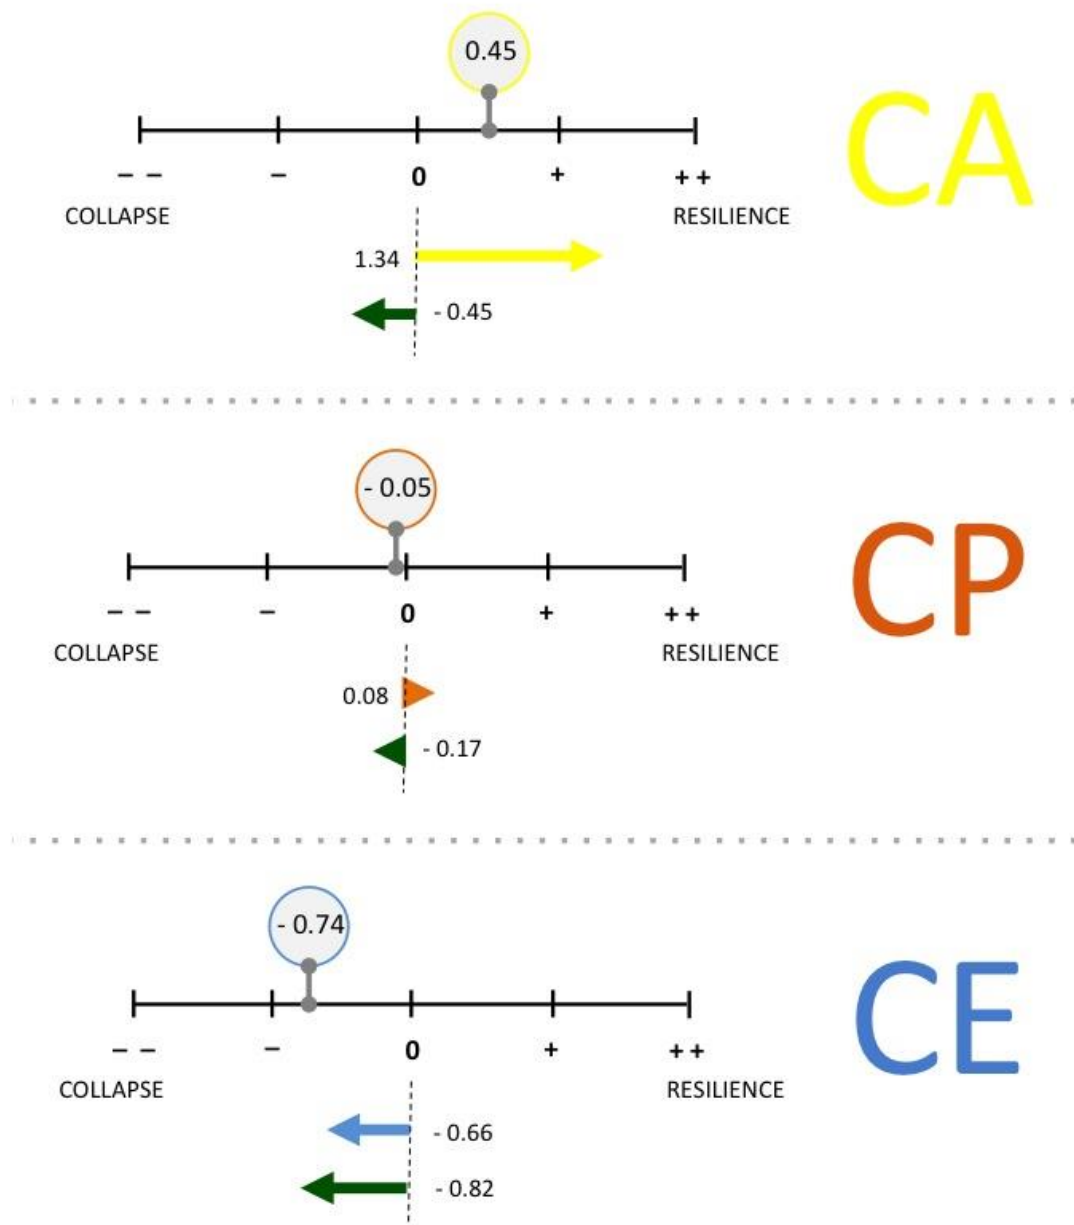 0.45
CA
– – – 0 + + +
COLLAPSE RESILIENCE
1.34
- 0.45
- 0.05
CP
– – – 0 + + +
COLLAPSE RESILIENCE
0.08
- 0.17
- 0.74
CE
– – – 0 + + +
COLLAPSE RESILIENCE
- 0.66
- 0.82